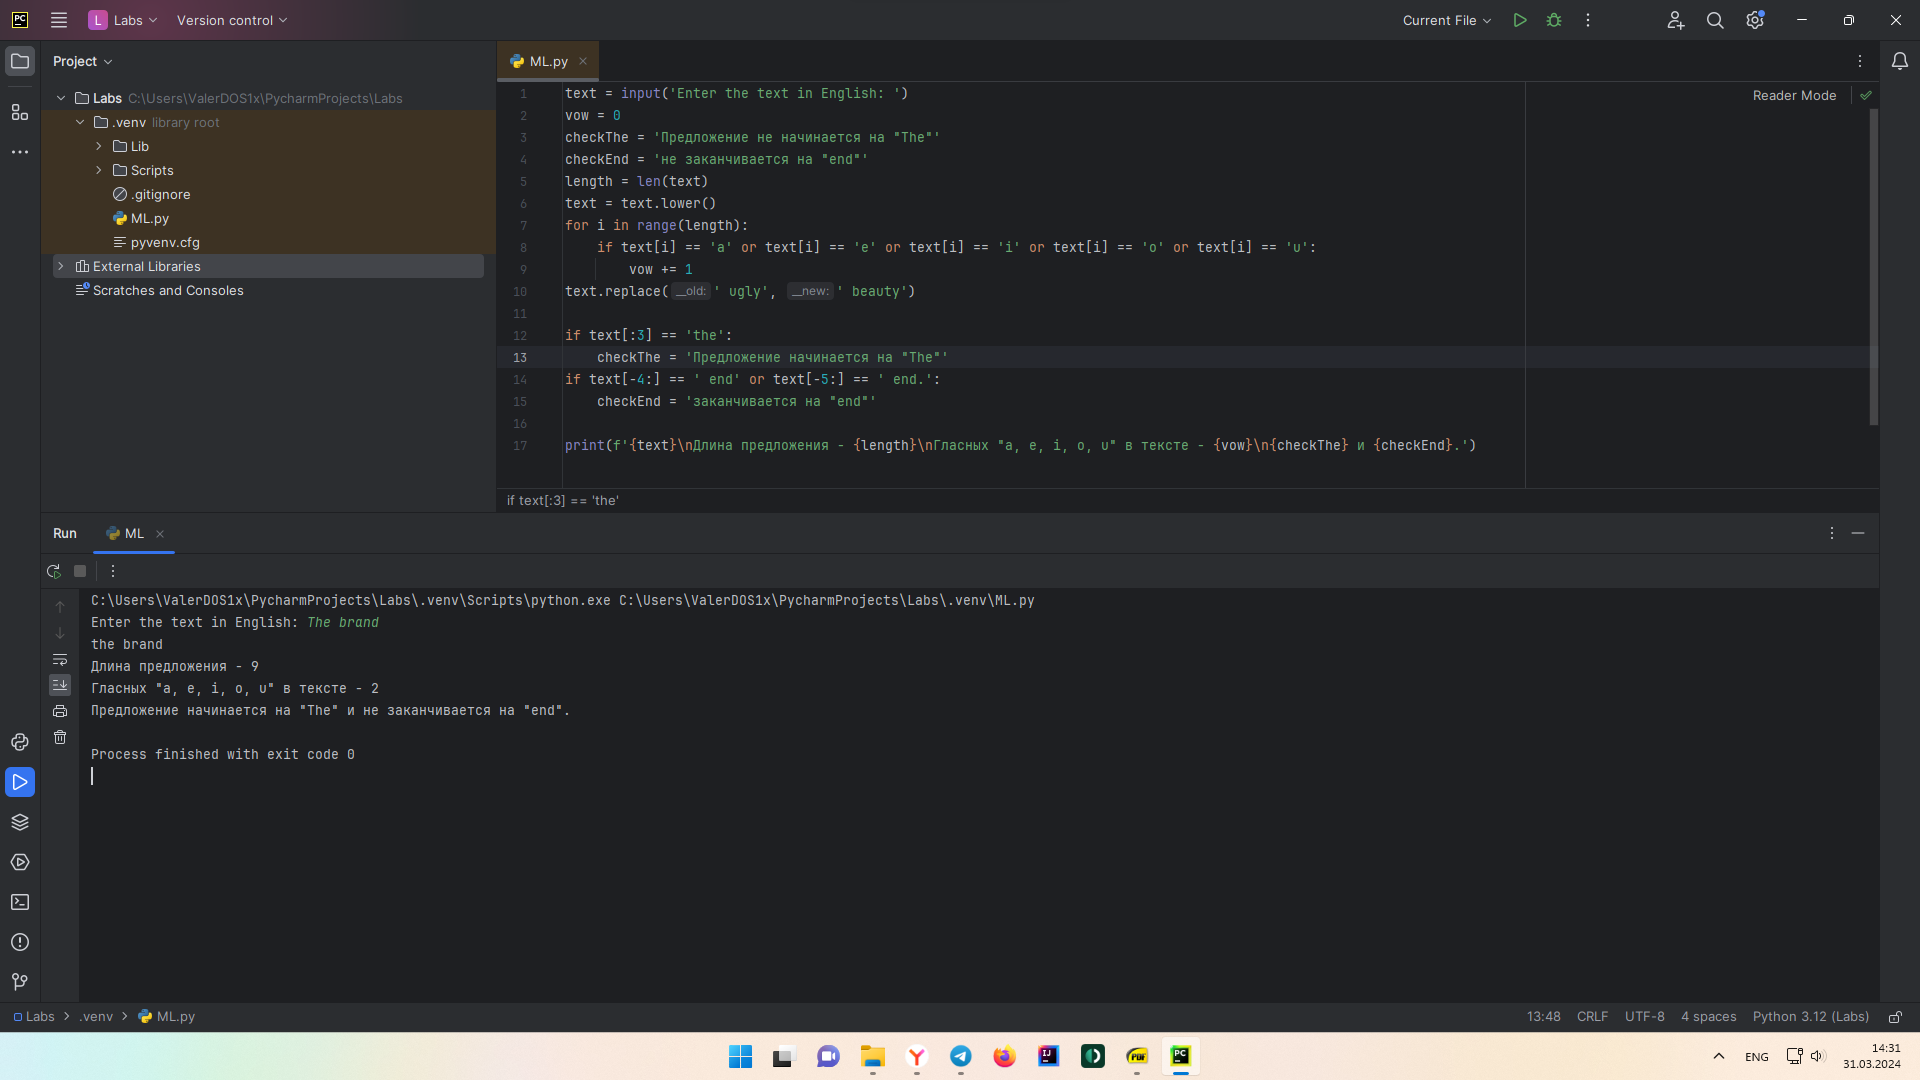 PC
L Labs Version control Current File
Project ML.py
Labs C:\Users\ValerDOS1x\PycharmProjects\Labs
.venv library root
Lib
Scripts
.gitignore
ML.py
pyvenv.cfg
External Libraries
Scratches and Consoles
Reader Mode
1 text = input('Enter the text in English: ')
2 vow = 0
3 checkThe = 'Предложение не начинается на "The"'
4 checkEnd = 'не заканчивается на "end"'
5 length = len(text)
6 text = text.lower()
7 for i in range(length):
8 if text[i] == 'a' or text[i] == 'e' or text[i] == 'i' or text[i] == 'o' or text[i] == 'u':
9 vow += 1
10 text.replace( __old: ' ugly', __new: ' beauty')
11
12 if text[:3] == 'the':
13 checkThe = 'Предложение начинается на "The"'
14 if text[-4:] == ' end' or text[-5:] == ' end.':
15 checkEnd = 'заканчивается на "end"'
16
17 print(f'{text}\nДлина предложения - {length}\nГласных "a, e, i, o, u" в тексте - {vow}\n{checkThe} и {checkEnd}.')
if text[:3] == 'the'
Run ML
C:\Users\ValerDOS1x\PycharmProjects\Labs\.venv\Scripts\python.exe C:\Users\ValerDOS1x\PycharmProjects\Labs\.venv\ML.py
Enter the text in English: The brand
the brand
Длина предложения - 9
Гласных "a, e, i, o, u" в тексте - 2
Предложение начинается на "The" и не заканчивается на "end".
Process finished with exit code 0
Labs > .venv > ML.py 13:48 CRLF UTF-8 4 spaces Python 3.12 (Labs)
Y IJ PDF PC ENG 14:31
31.03.2024